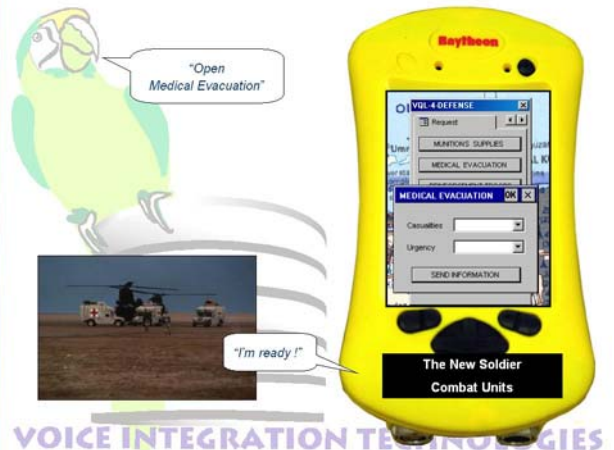 "Open
Medical Evacuation"
Raytheon
VQL-4-DEFENSE
Request
MUNITIONS SUPPLIES
MEDICAL EVACUATION
MEDICAL EVACUATION OK
Casualties
Urgency
SEND INFORMATION
"I'm ready !"
The New Soldier
Combat Units
VOICE INTEGRATION TECHNOLOGIES